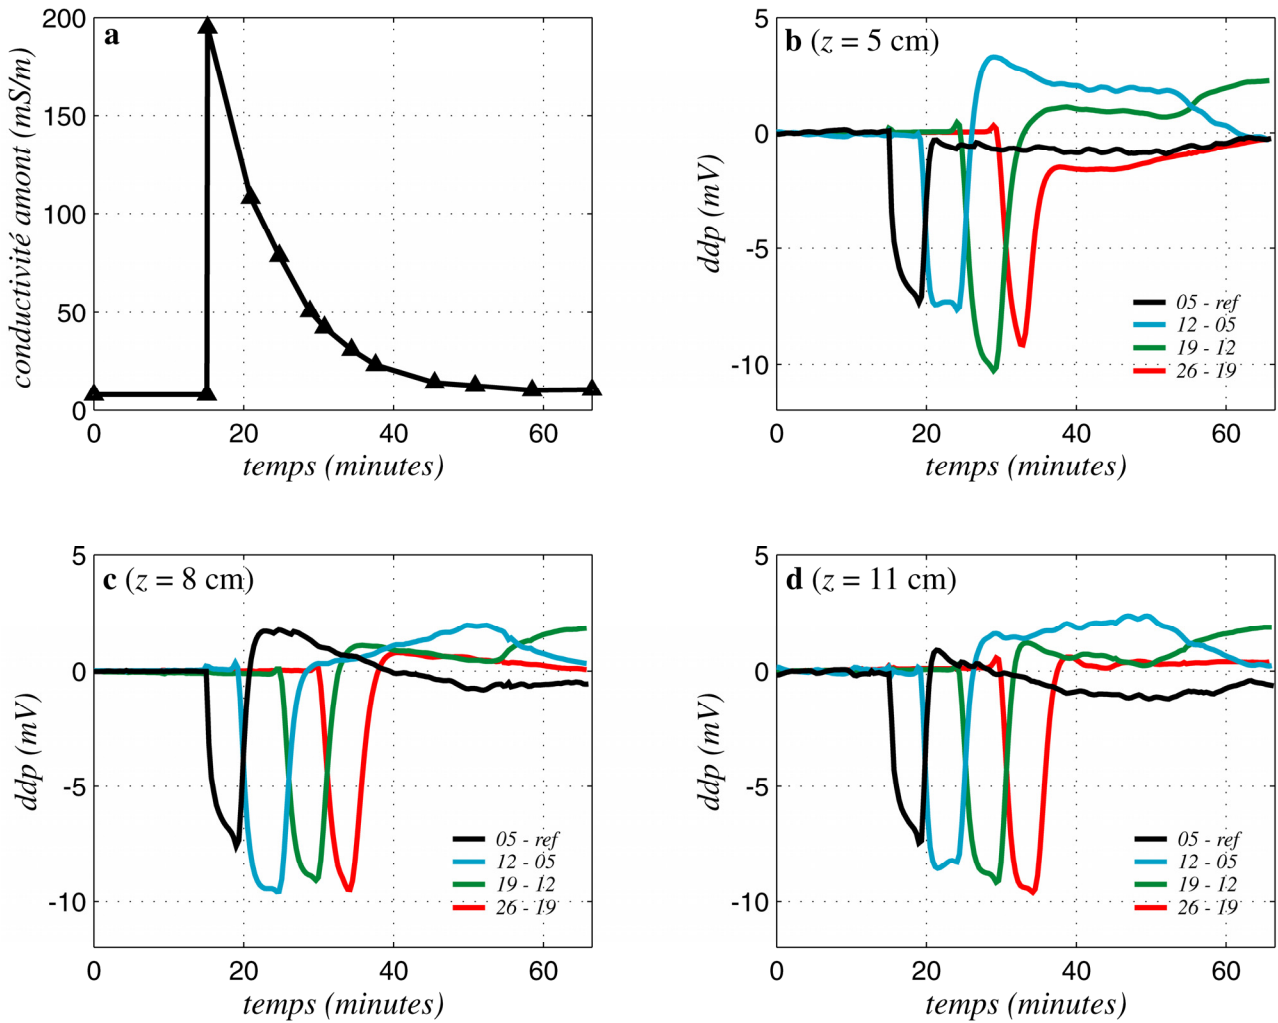 a
200
150
100
50
0
0 20 40 60
conductivité amont (mS/m)
temps (minutes)
b (z = 5 cm)
5
0
-5
-10
0 20 40 60
ddp (mV)
temps (minutes)
05 - ref
12 - 05
19 - 12
26 - 19
c (z = 8 cm)
5
0
-5
-10
0 20 40 60
ddp (mV)
temps (minutes)
05 - ref
12 - 05
19 - 12
26 - 19
d (z = 11 cm)
5
0
-5
-10
0 20 40 60
ddp (mV)
temps (minutes)
05 - ref
12 - 05
19 - 12
26 - 19